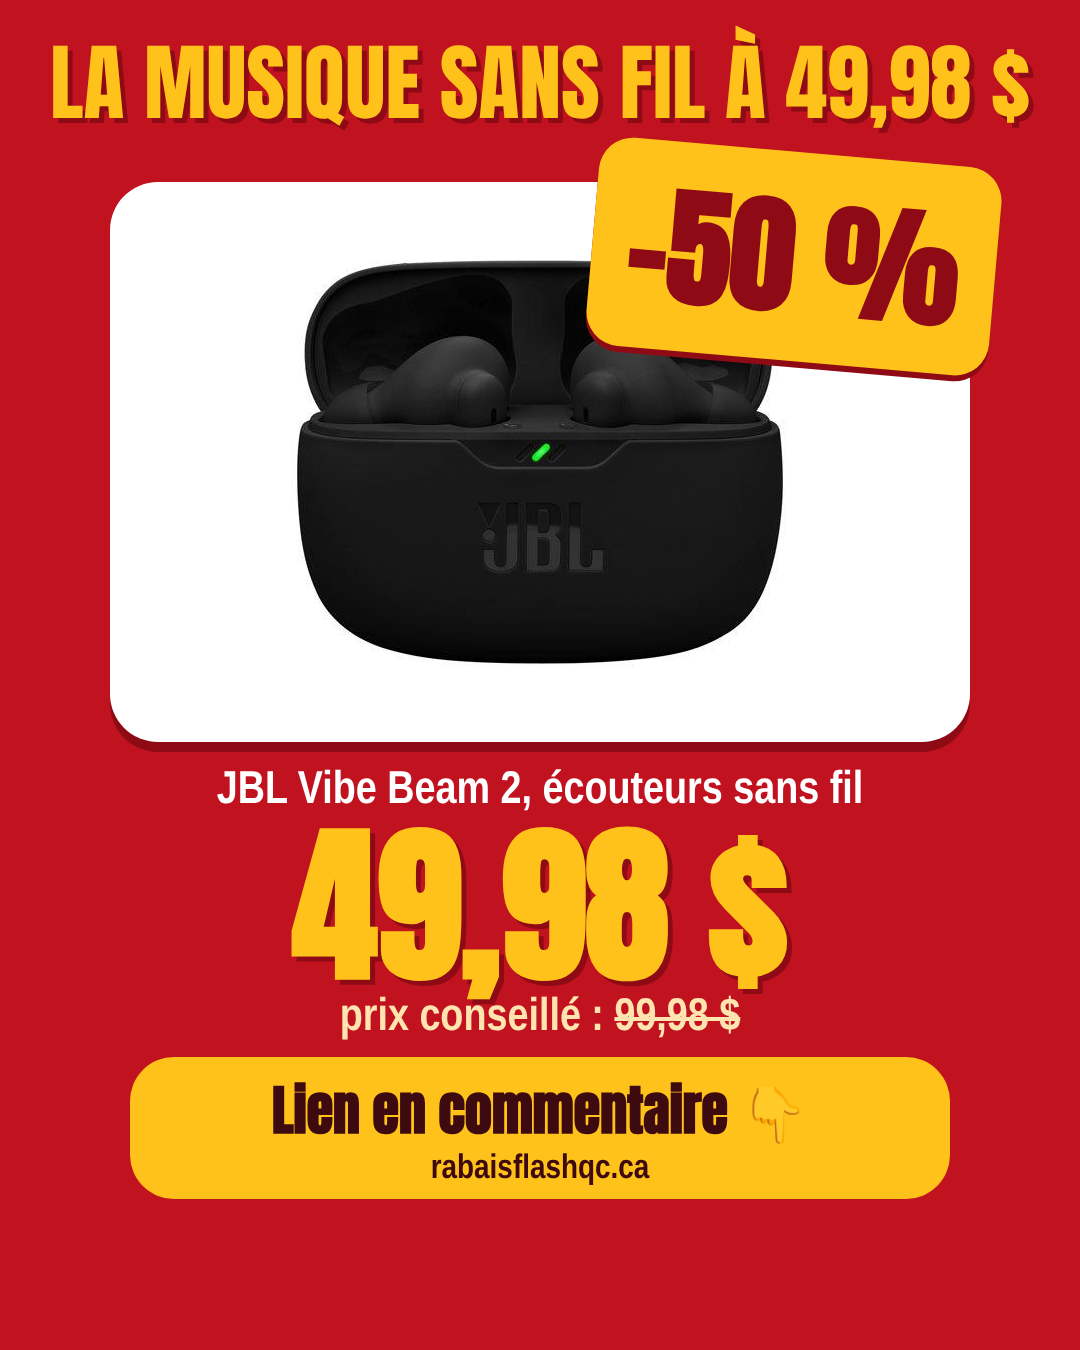 LA MUSIQUE SANS FIL À 49,98 $
-50 %
JBL
JBL Vibe Beam 2, écouteurs sans fil
49,98 $
prix conseillé : 99,98 $
Lien en commentaire 👇
rabaisflashqc.ca